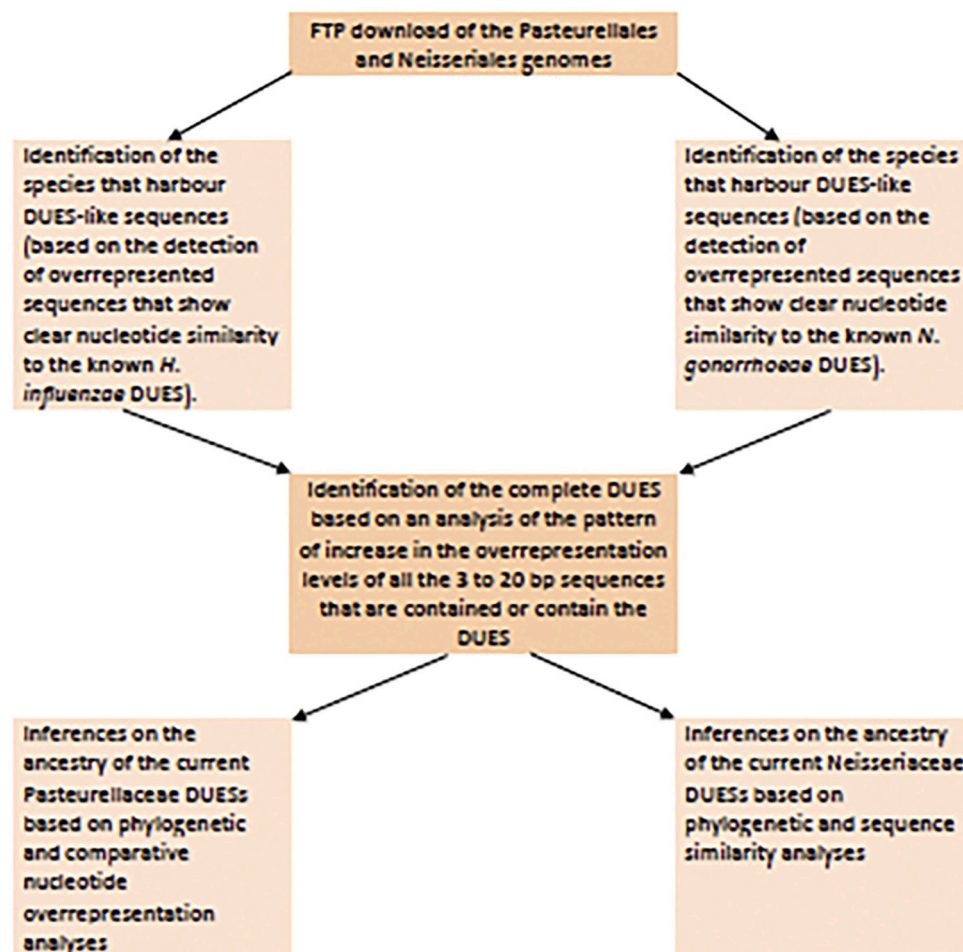 FTP download of the Pasteurellales
and Neisseriales genomes
Identification of the
species that harbour
DUES-like sequences
(based on the detection
of overrepresented
sequences that show
clear nucleotide similarity
to the known H.
influenzae DUES).
Identification of the species
that harbour DUES-like
sequences (based on the
detection of
overrepresented sequences
that show clear nucleotide
similarity to the known N.
gonorrhoeae DUES).
Identification of the complete DUES
based on an analysis of the pattern
of increase in the overrepresentation
levels of all the 3 to 20 bp sequences
that are contained or contain the
DUES
Inferences on the
ancestry of the current
Pasteurellaceae DUESs
based on phylogenetic
and comparative
nucleotide
overrepresentation
analyses
Inferences on the ancestry
of the current Neisseriaceae
DUESs based on
phylogenetic and sequence
similarity analyses